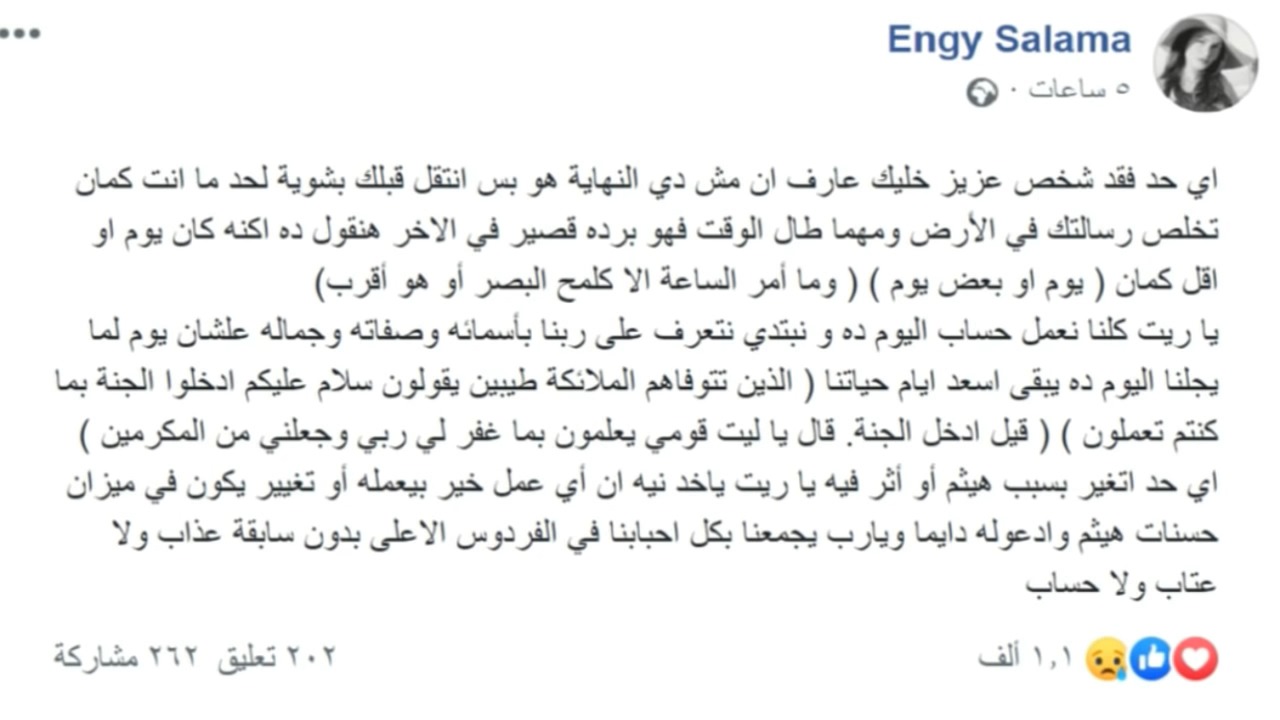 Engy Salama
٥ ساعات ·
اي حد فقد شخص عزيز خليك عارف ان مش دي النهاية هو بس انتقل قبلك بشوية لحد ما انت كمان
تخلص رسالتك في الأرض ومهما طال الوقت فهو برده قصير في الاخر هنقول ده اكنه كان يوم او
اقل كمان ( يوم او بعض يوم ) ( وما أمر الساعة الا كلمح البصر أو هو أقرب)
يا ريت كلنا نعمل حساب اليوم ده و نبتدي نتعرف على ربنا بأسمائه وصفاته وجماله علشان يوم لما
يجلنا اليوم ده يبقى اسعد ايام حياتنا ( الذين تتوفاهم الملائكة طيبين يقولون سلام عليكم ادخلوا الجنة بما
كنتم تعملون ) ( قيل ادخل الجنة. قال يا ليت قومي يعلمون بما غفر لي ربي وجعلني من المكرمين )
اي حد اتغير بسبب هيثم أو أثر فيه يا ريت ياخد نيه ان أي عمل خير بيعمله أو تغيير يكون في ميزان
حسنات هيثم وادعوله دايما ويارب يجمعنا بكل احبابنا في الفردوس الاعلى بدون سابقة عذاب ولا
عتاب ولا حساب
١,١ ألف
٢٠٢ تعليق ٢٦٢ مشاركة